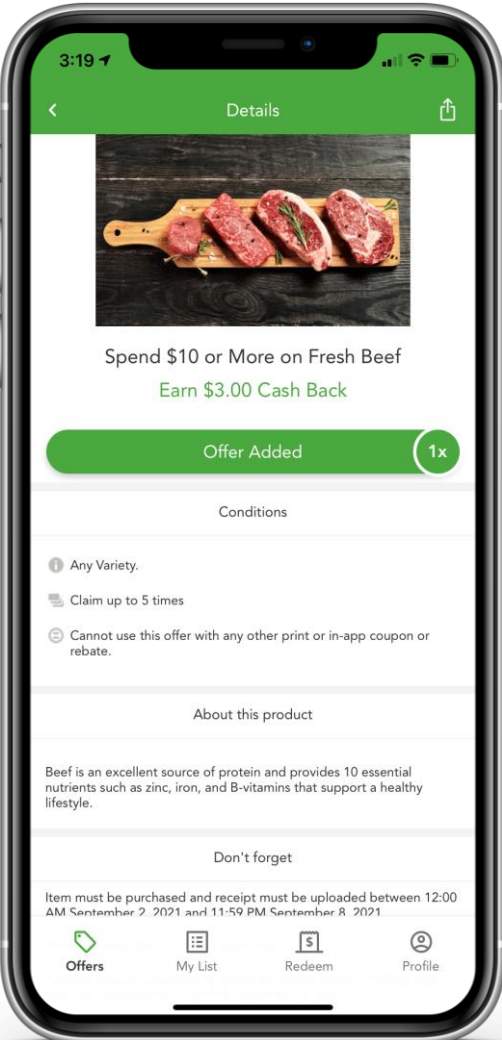 3:19
Details
Spend $10 or More on Fresh Beef
Earn $3.00 Cash Back
Offer Added
1x
Conditions
Any Variety.
Claim up to 5 times
Cannot use this offer with any other print or in-app coupon or
rebate.
About this product
Beef is an excellent source of protein and provides 10 essential
nutrients such as zinc, iron, and B-vitamins that support a healthy
lifestyle.
Don't forget
Item must be purchased and receipt must be uploaded between 12:00
AM September 2, 2021 and 11:59 PM September 8, 2021
Offers
My List
Redeem
Profile